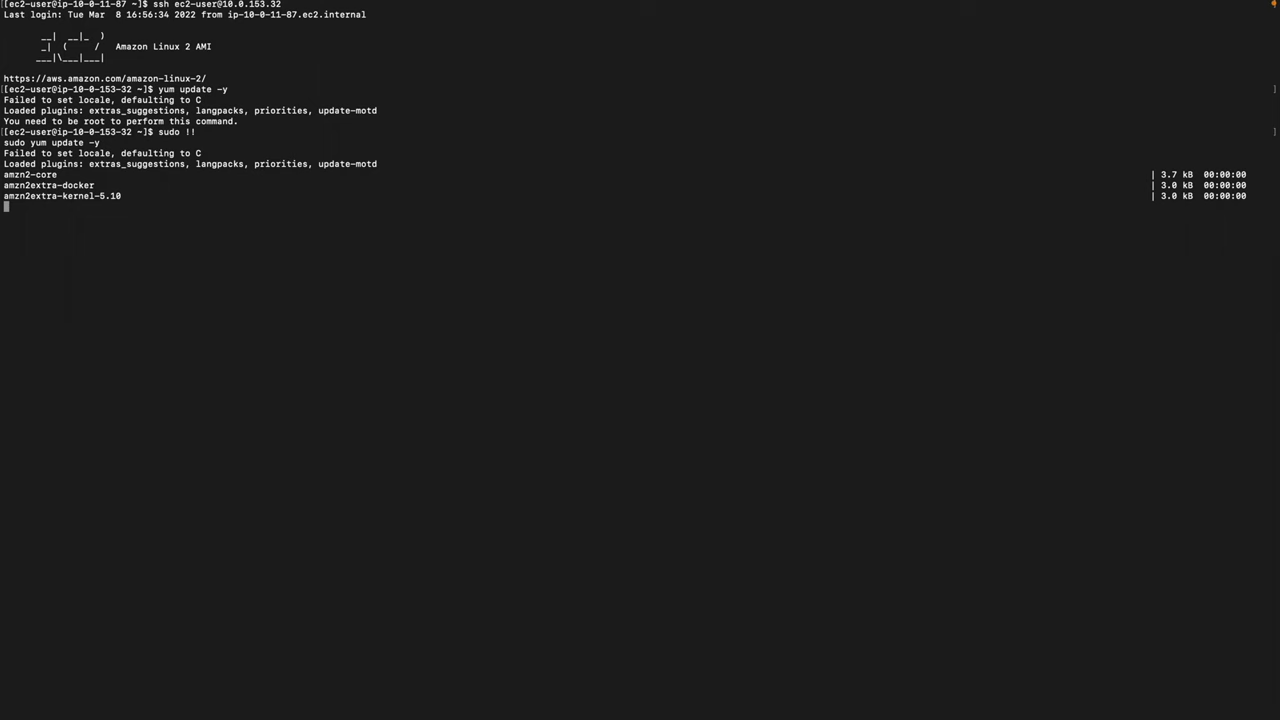 [[ec2-user@ip-10-0-11-87 ~]$ ssh ec2-user@10.0.153.32
Last login: Tue Mar  8 16:56:34 2022 from ip-10-0-11-87.ec2.internal
       __|  __|_  )
       _|  (     /   Amazon Linux 2 AMI
      ___|\___|___|
https://aws.amazon.com/amazon-linux-2/
[[ec2-user@ip-10-0-153-32 ~]$ yum update -y ]
Failed to set locale, defaulting to C
Loaded plugins: extras_suggestions, langpacks, priorities, update-motd
You need to be root to perform this command.
[[ec2-user@ip-10-0-153-32 ~]$ sudo !! ]
sudo yum update -y
Failed to set locale, defaulting to C
Loaded plugins: extras_suggestions, langpacks, priorities, update-motd
amzn2-core | 3.7 kB  00:00:00
amzn2extra-docker | 3.0 kB  00:00:00
amzn2extra-kernel-5.10 | 3.0 kB  00:00:00